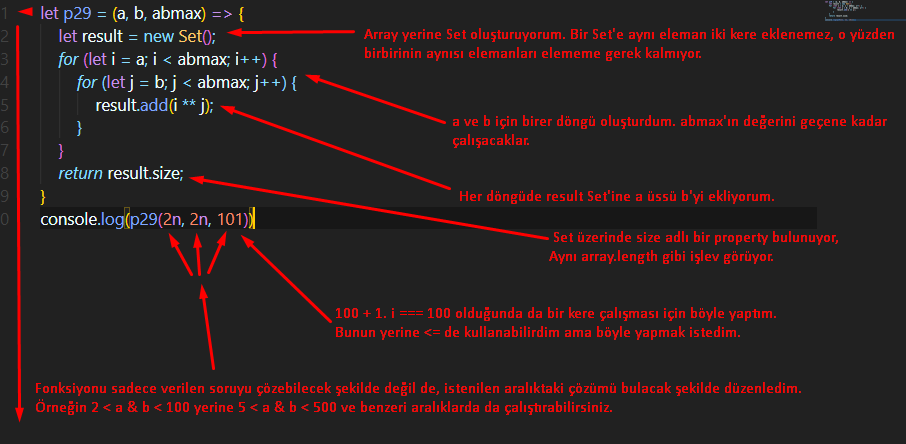 1 let p29 = (a, b, abmax) => {
2 let result = new Set();
Array yerine Set oluşturuyorum. Bir Set'e aynı eleman iki kere eklenemez, o yüzden
birbirinin aynısı elemanları elememe gerek kalmıyor.
3 for (let i = a; i < abmax; i++) {
4 for (let j = b; j < abmax; j++) {
5 result.add(i ** j);
a ve b için birer döngü oluşturdum. abmax'ın değerini geçene kadar
çalışacaklar.
6 }
7 }
8 return result.size;
Her döngüde result Set'ine a üssü b'yi ekliyorum.
9 }
0 console.log(p29(2n, 2n, 101))
Set üzerinde size adlı bir property bulunuyor,
Aynı array.length gibi işlev görüyor.
100 + 1. i === 100 olduğunda da bir kere çalışması için böyle yaptım.
Bunun yerine <= de kullanabilirdim ama böyle yapmak istedim.
Fonksiyonu sadece verilen soruyu çözebilecek şekilde değil de, istenilen aralıktaki çözümü bulacak şekilde düzenledim.
Örneğin 2 < a & b < 100 yerine 5 < a & b < 500 ve benzeri aralıklarda da çalıştırabilirsiniz.